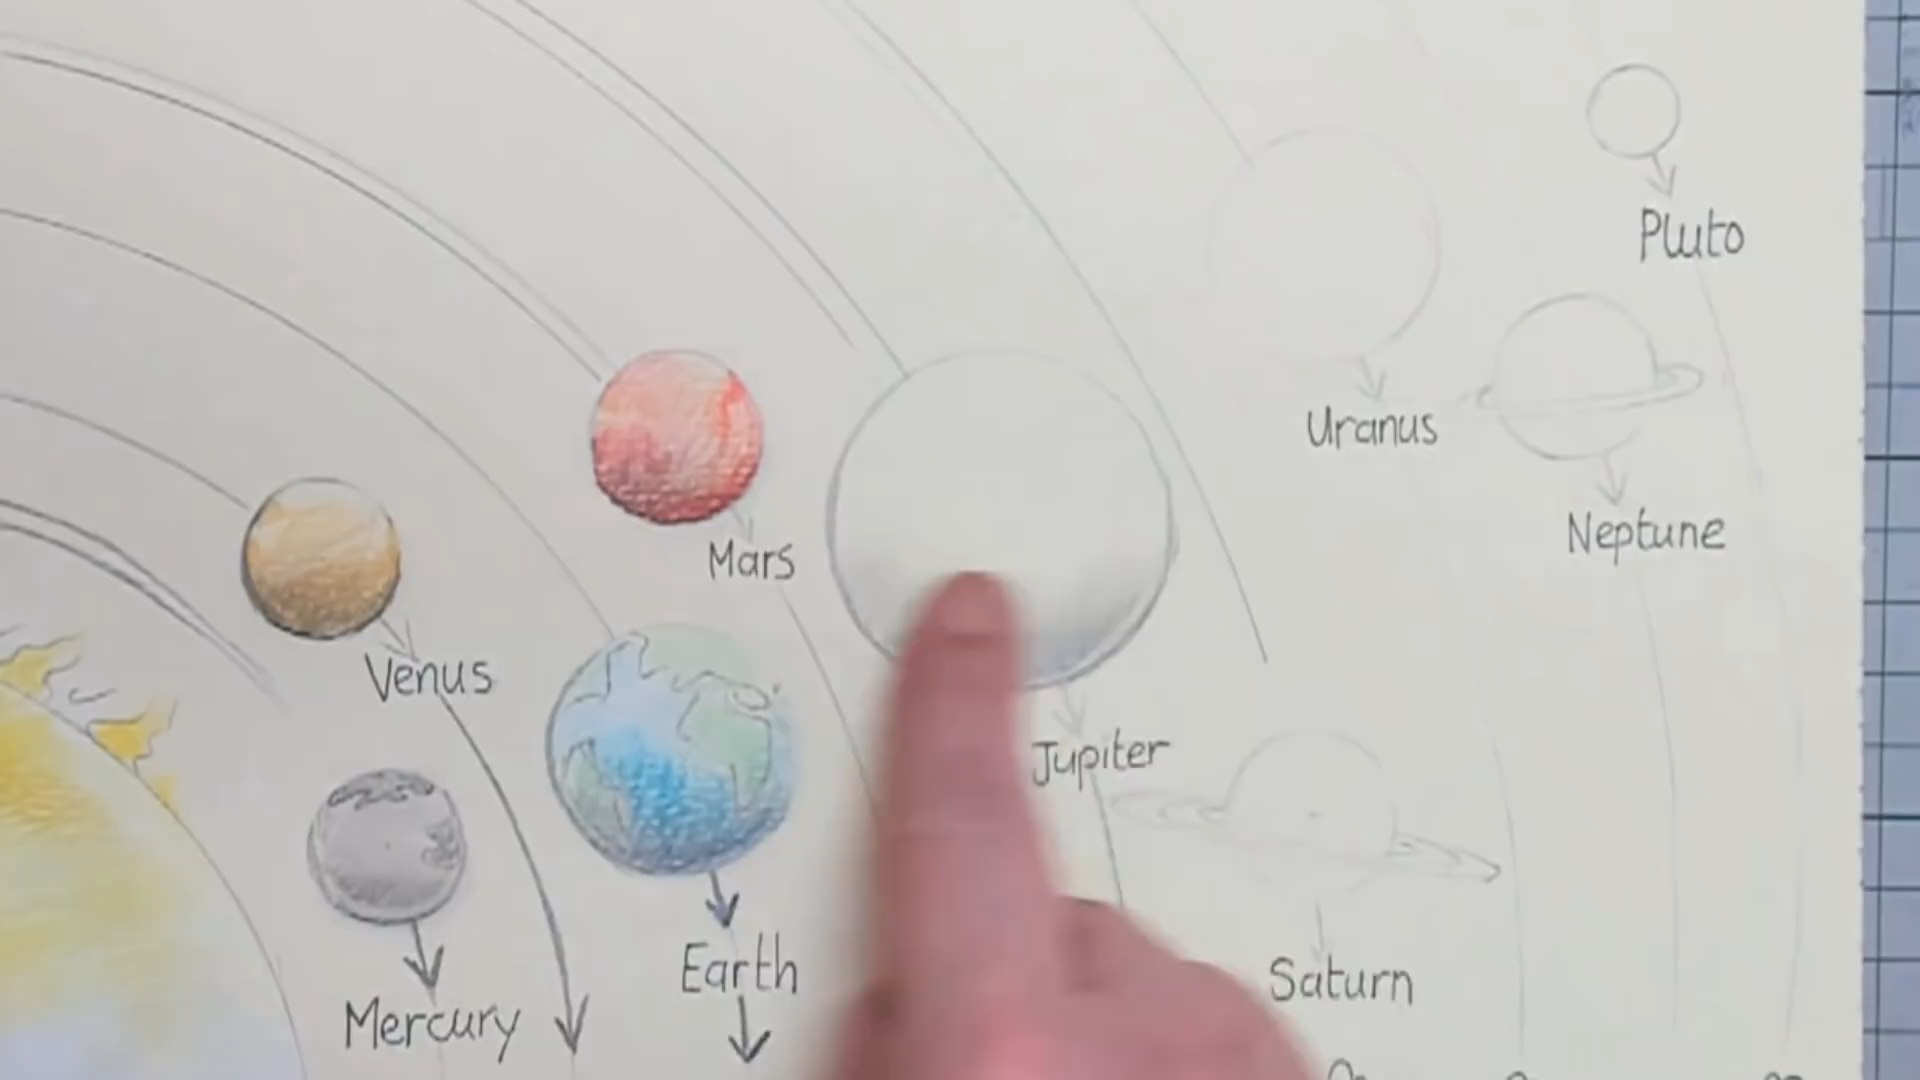 Pluto
Uranus
Neptune
Mars
Venus
Jupiter
Earth
Saturn
Mercury